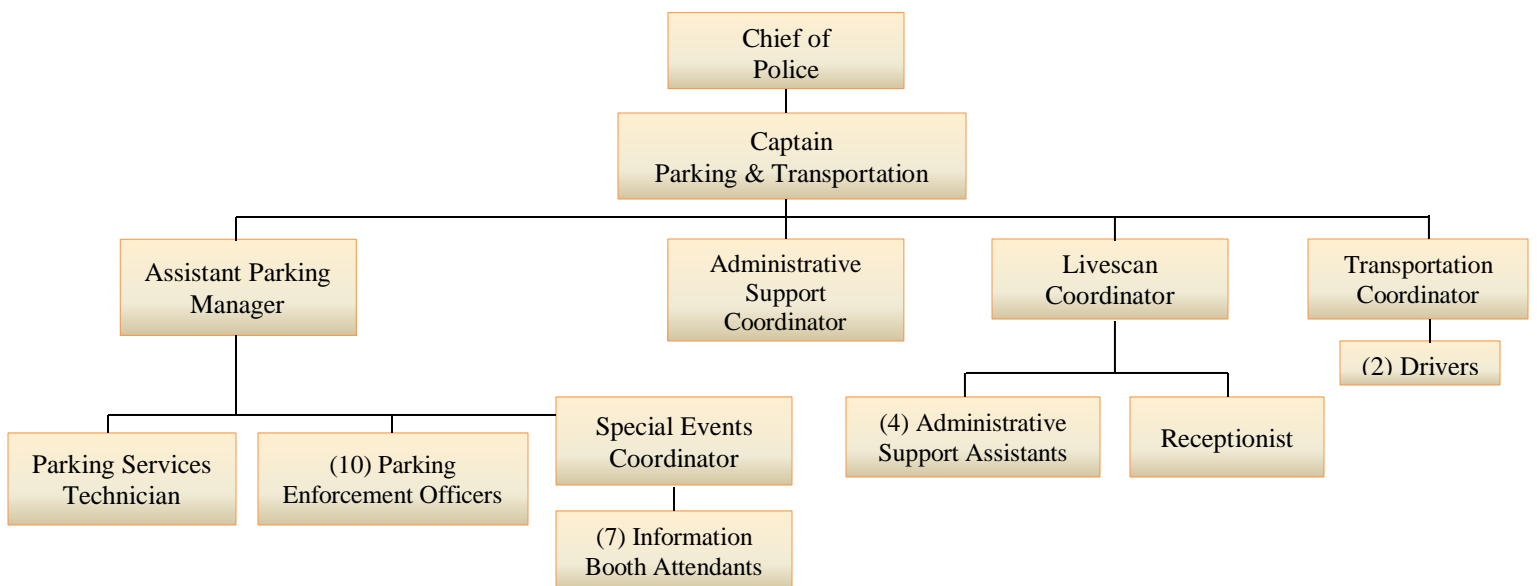 Chief of
Police
Captain
Parking & Transportation
Assistant Parking
Manager
Administrative
Support
Coordinator
Livescan
Coordinator
Transportation
Coordinator
(2) Drivers
Parking Services
Technician
(10) Parking
Enforcement Officers
Special Events
Coordinator
(7) Information
Booth Attendants
(4) Administrative
Support Assistants
Receptionist